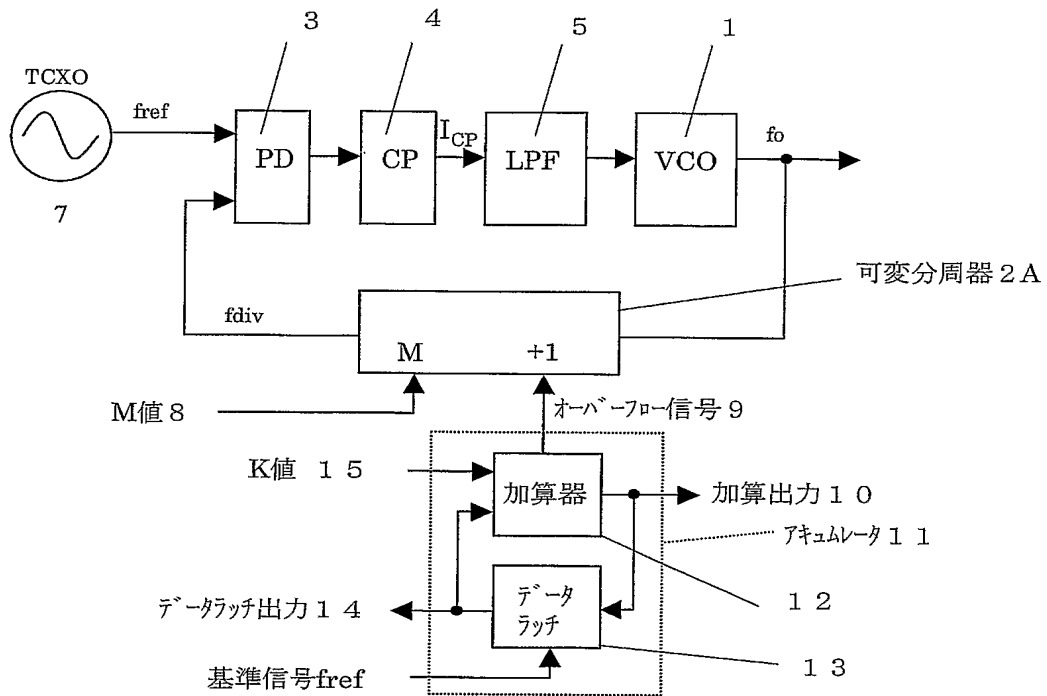 3
4
5
1
TCXO
fref
PD
CP
I_CP
LPF
VCO
fo
7
可変分周器2A
fdiv
M
+1
M値8
オーバーフロー信号9
K値 15
加算器
加算出力10
アキュムレータ11
データラッチ出力14
データ
ラッチ
12
基準信号fref
13